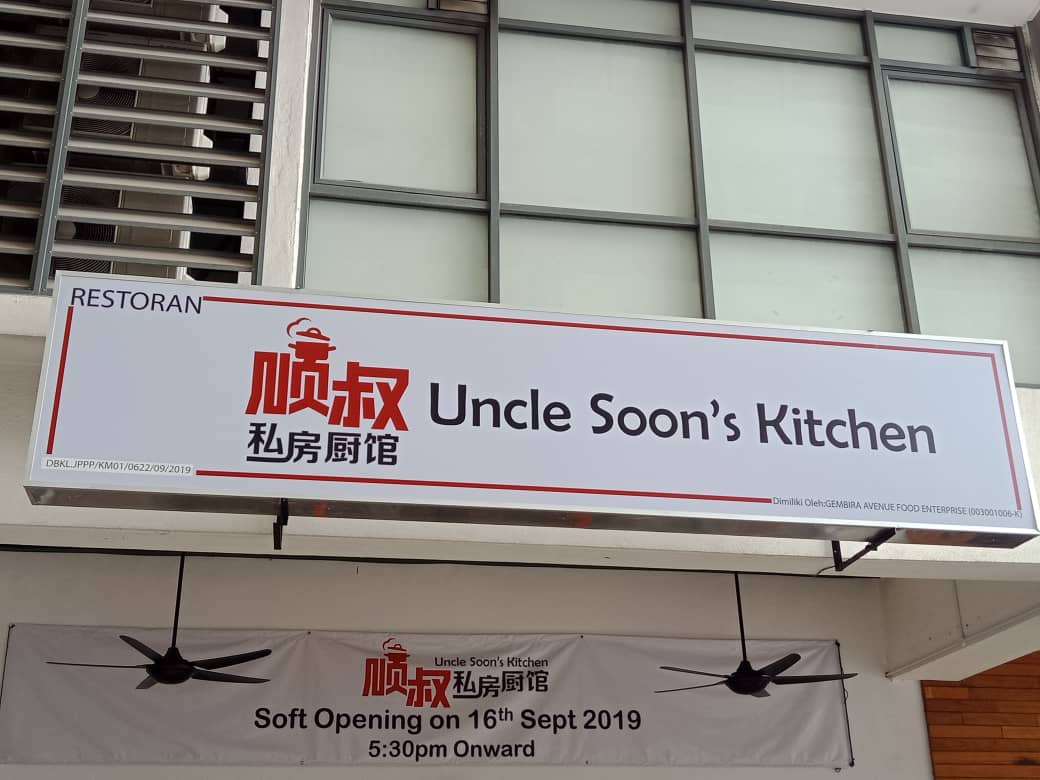 RESTORAN
顺叔
私房厨馆
Uncle Soon's Kitchen
DBKL.JPPP/KM01/0622/09/2019
Dimiliki Oleh:GEMBIRA AVENUE FOOD ENTERPRISE (003001006-K)
顺叔
Uncle Soon's Kitchen
私房厨馆
Soft Opening on 16th Sept 2019
5:30pm Onward